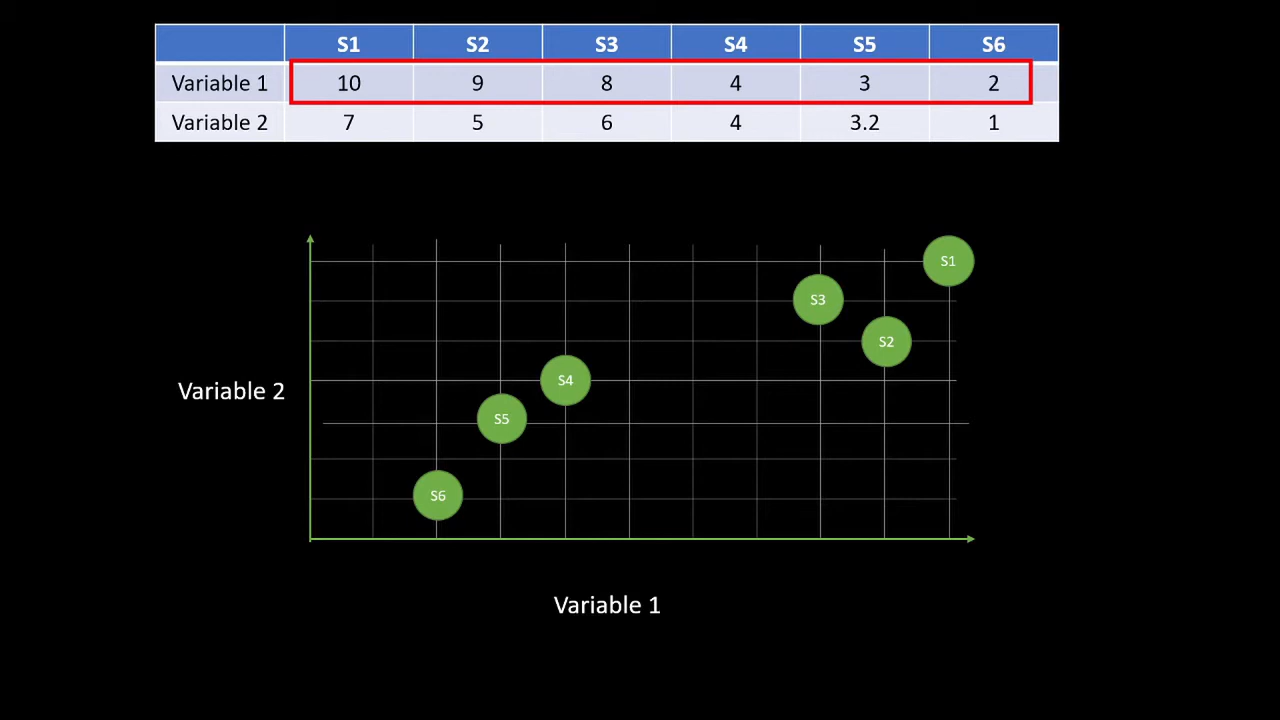 S1 S2 S3 S4 S5 S6
Variable 1 10 9 8 4 3 2
Variable 2 7 5 6 4 3.2 1
S1
S3
S2
S4
Variable 2
S5
S6
Variable 1